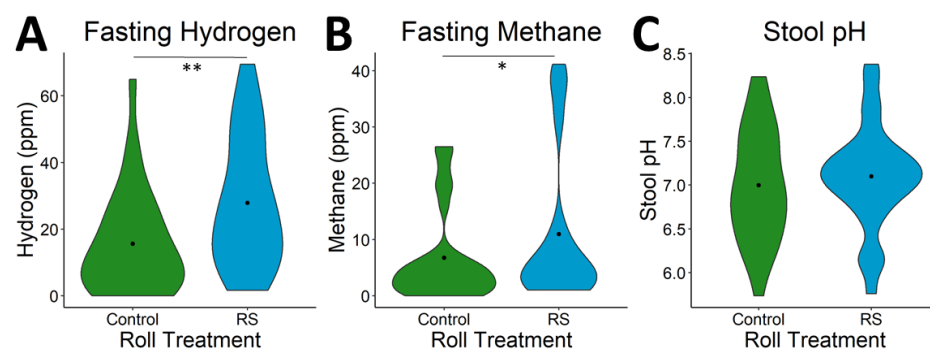 A Fasting Hydrogen
**
Hydrogen (ppm)
60
40
20
0
Control RS
Roll Treatment
B Fasting Methane
*
Methane (ppm)
40
30
20
10
0
Control RS
Roll Treatment
C Stool pH
Stool pH
8.5
8.0
7.5
7.0
6.5
6.0
Control RS
Roll Treatment